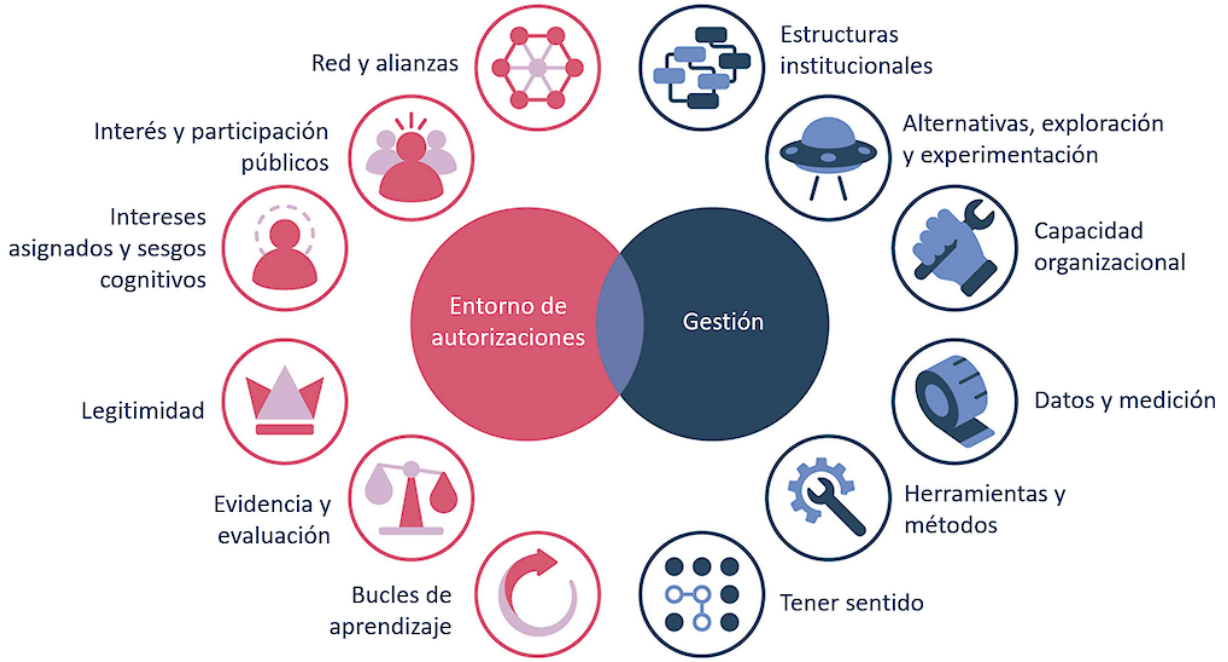 Red y alianzas
Estructuras
institucionales
Interés y participación
públicos
Alternativas, exploración
y experimentación
Intereses
asignados y sesgos
cognitivos
Capacidad
organizacional
Entorno de
autorizaciones
Gestión
Legitimidad
Datos y medición
Evidencia y
evaluación
Herramientas y
métodos
Bucles de
aprendizaje
Tener sentido